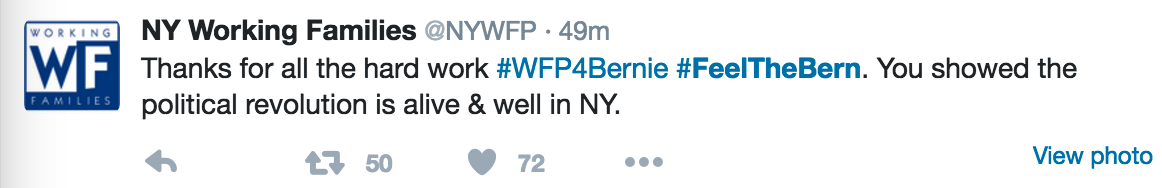 WORKING
WF
FAMILIES
NY Working Families @NYWFP · 49m
Thanks for all the hard work #WFP4Bernie #FeelTheBern. You showed the
political revolution is alive & well in NY.
50 72 View photo